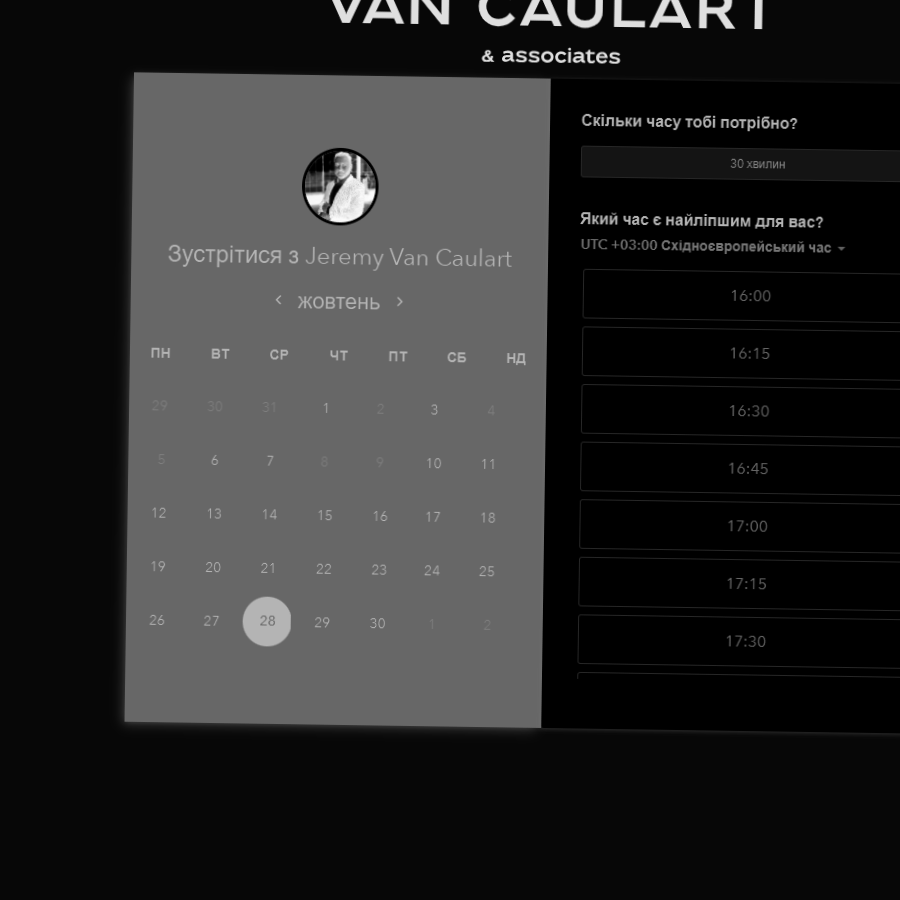 VAN CAULART
& associates
Зустрітися з Jeremy Van Caulart
жовтень
ПН ВТ СР ЧТ ПТ СБ НД
29 30 31 1 2 3 4
5 6 7 8 9 10 11
12 13 14 15 16 17 18
19 20 21 22 23 24 25
26 27 28 29 30 1 2
Скільки часу тобі потрібно?
30 хвилин
Який час є найліпшим для вас?
UTC +03:00 Східноєвропейський час
16:00
16:15
16:30
16:45
17:00
17:15
17:30